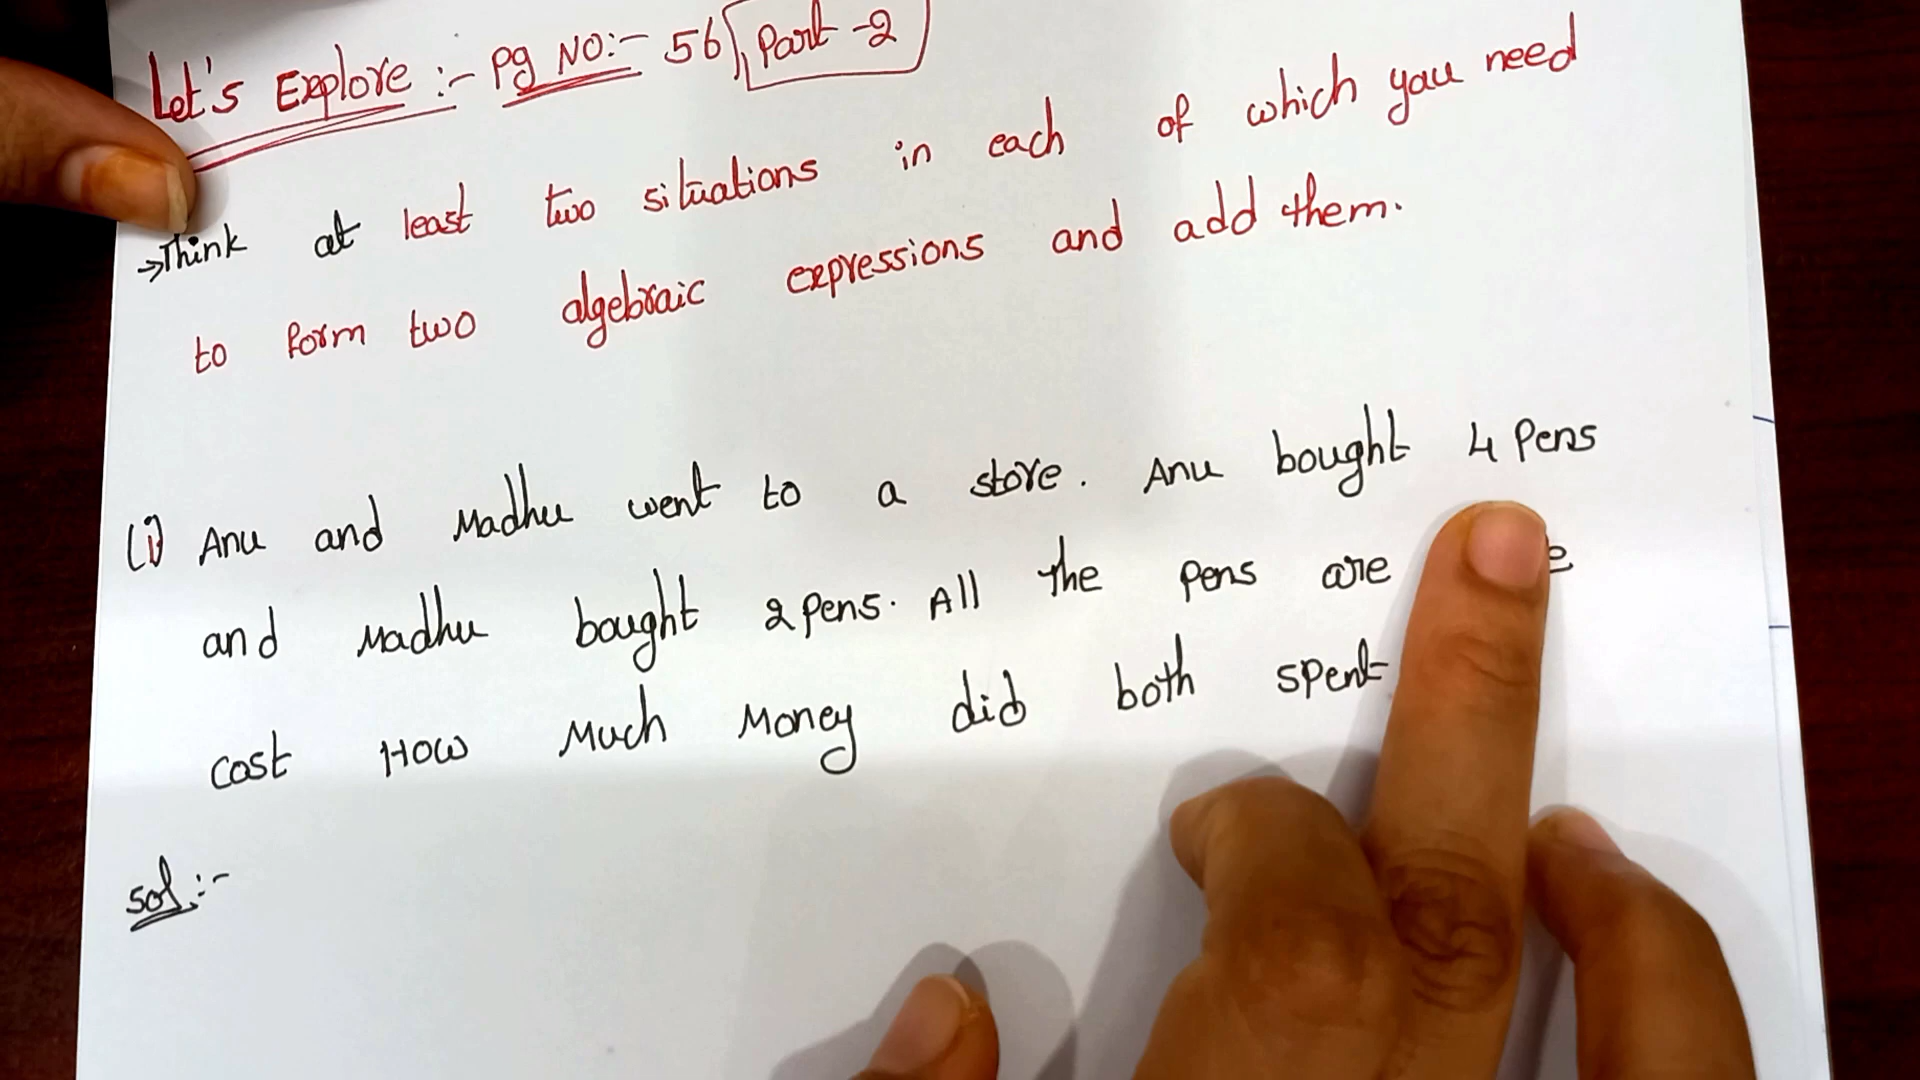 Let's Explore :- Pg NO:- 56, Part -2
→Think at least two situations in each of which you need
to form two algebraic expressions and add them.
(i) Anu and Madhu went to a store. Anu bought 4 Pens
and Madhu bought 2 pens. All the pens are
cost How Much Money did both spent
sol:-